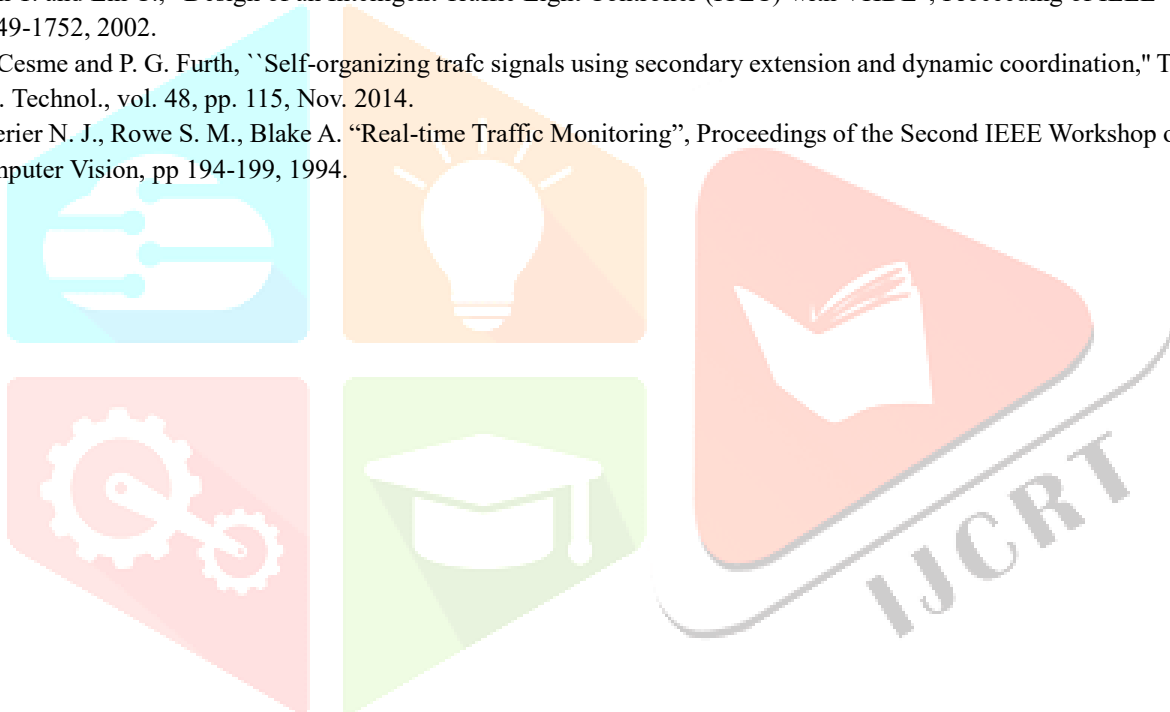 49-1752, 2002.
Cesme and P. G. Furth, ``Self-organizing trafc signals using secondary extension and dynamic coordination,'' T
. Technol., vol. 48, pp. 115, Nov. 2014.
erier N. J., Rowe S. M., Blake A. “Real-time Traffic Monitoring”, Proceedings of the Second IEEE Workshop o
nputer Vision, pp 194-199, 1994.
IJCRT